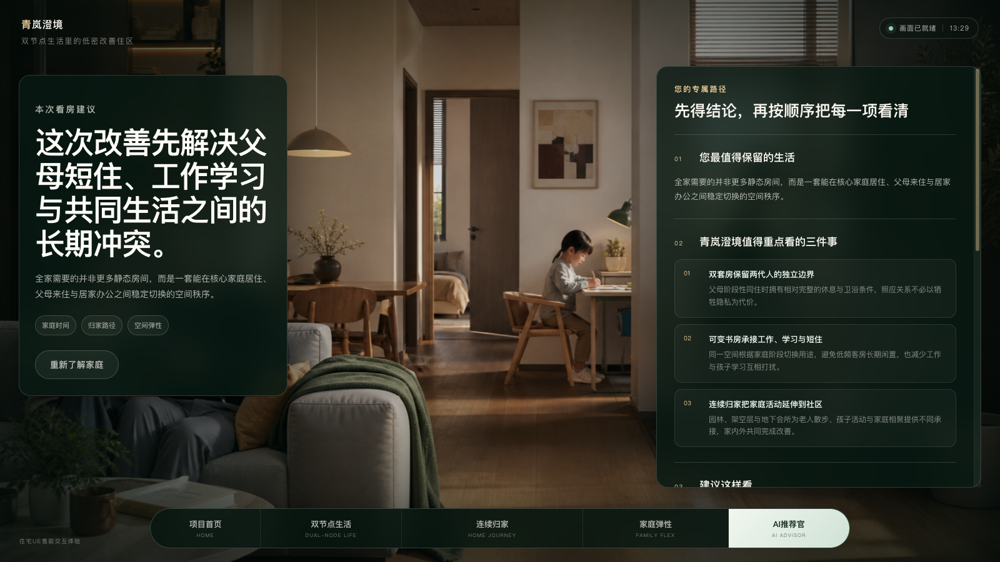 青岚澄境
双节点生活里的低密改善住区
画面已就绪 13:29
本次看房建议
这次改善先解决父
母短住、工作学习
与共同生活之间的
长期冲突。
全家需要的并非更多静态房间，而是一套能在核心家庭居住、
父母来住与居家办公之间稳定切换的空间秩序。
家庭时间 归家路径 空间弹性
重新了解家庭
您的专属路径
先得结论，再按顺序把每一项看清
01 您最值得保留的生活
全家需要的并非更多静态房间，而是一套能在核心家庭居住、父母来住与居家
办公之间稳定切换的空间秩序。
02 青岚澄境值得重点看的三件事
01 双套房保留两代人的独立边界
父母阶段性同住时拥有相对完整的休息与卫浴条件，照应关系不必以牺
牲隐私为代价。
02 可变书房承接工作、学习与短住
同一空间根据家庭阶段切换用途，避免低频客房长期闲置，也减少工作
与孩子学习互相打扰。
03 连续归家把家庭活动延伸到社区
园林、架空层与地下会所为老人散步、孩子活动与家庭相聚提供不同承
接，家内外共同完成改善。
03 建议这样看
项目首页 双节点生活 连续归家 家庭弹性 AI推荐官
HOME DUAL-NODE LIFE HOME JOURNEY FAMILY FLEX AI ADVISOR
住宅UE售前交互体验